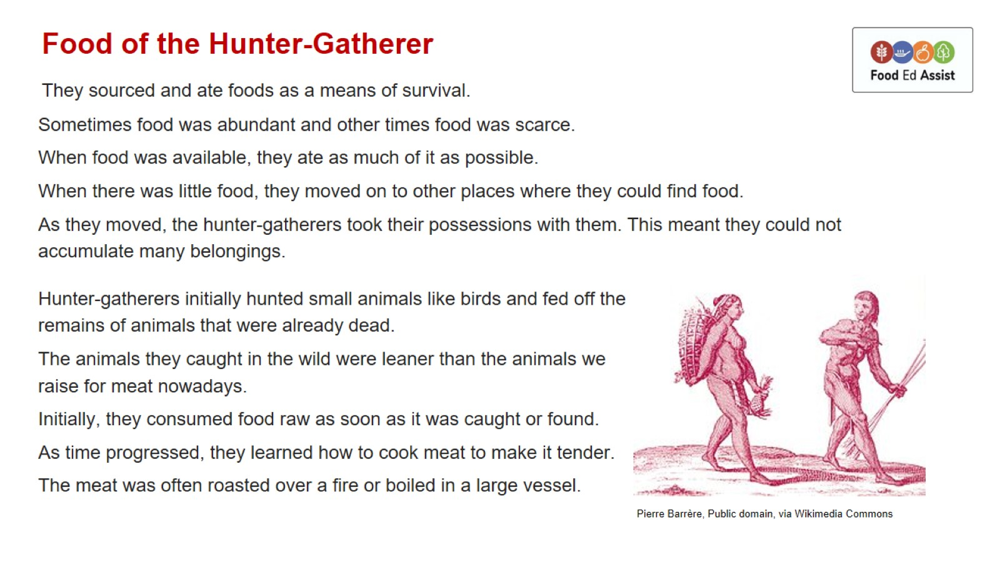 Food of the Hunter-Gatherer
Food Ed Assist
They sourced and ate foods as a means of survival.
Sometimes food was abundant and other times food was scarce.
When food was available, they ate as much of it as possible.
When there was little food, they moved on to other places where they could find food.
As they moved, the hunter-gatherers took their possessions with them. This meant they could not
accumulate many belongings.
Hunter-gatherers initially hunted small animals like birds and fed off the
remains of animals that were already dead.
The animals they caught in the wild were leaner than the animals we
raise for meat nowadays.
Initially, they consumed food raw as soon as it was caught or found.
As time progressed, they learned how to cook meat to make it tender.
The meat was often roasted over a fire or boiled in a large vessel.
Pierre Barrère, Public domain, via Wikimedia Commons